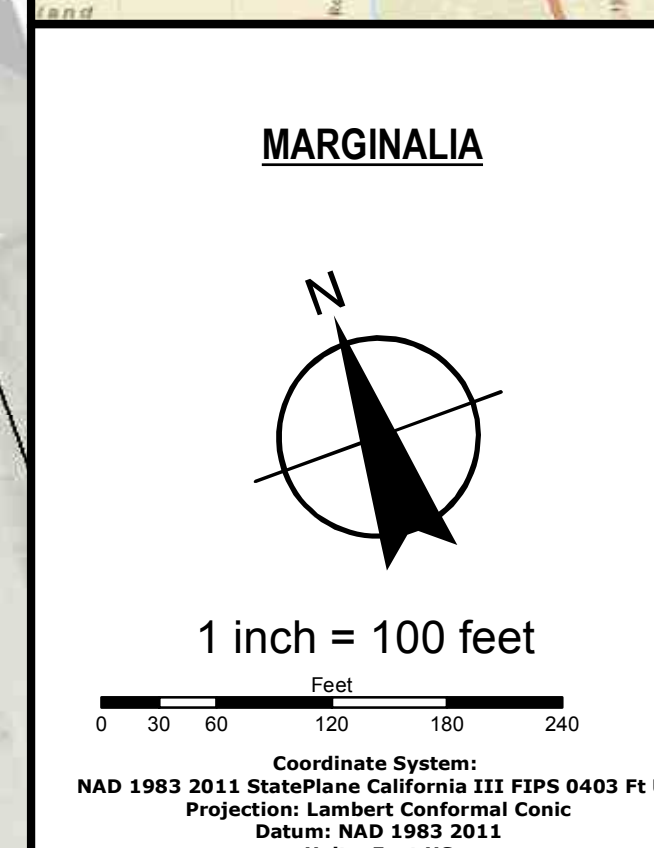 land
MARGINALIA
N
1 inch = 100 feet
Feet
0 30 60 120 180 240
Coordinate System:
NAD 1983 2011 StatePlane California III FIPS 0403 Ft
Projection: Lambert Conformal Conic
Datum: NAD 1983 2011